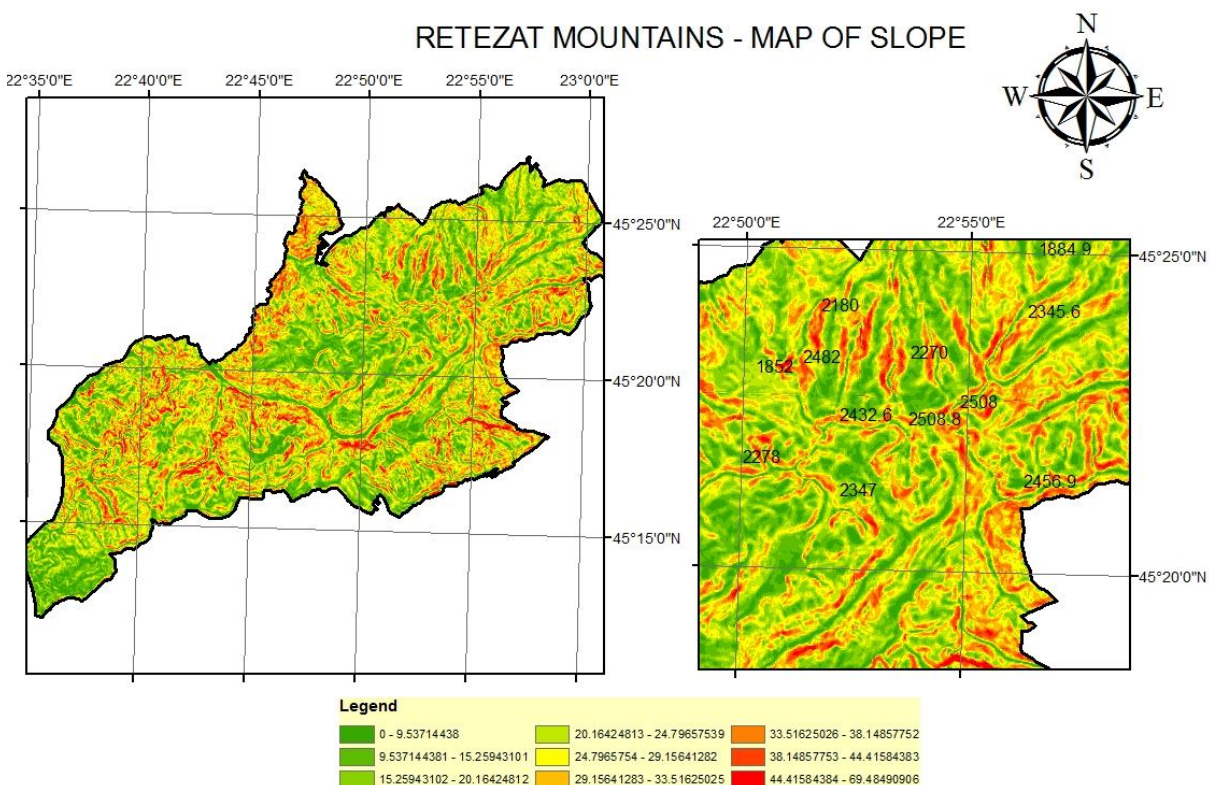 RETEZAT MOUNTAINS - MAP OF SLOPE
N
W E
S
22°35'0"E 22°40'0"E 22°45'0"E 22°50'0"E 22°55'0"E 23°0'0"E
45°25'0"N
45°20'0"N
45°15'0"N
22°50'0"E 22°55'0"E
45°25'0"N
45°20'0"N
1884.9
2180
2345.6
2482
2270
1852
2508
2432.6
2508.8
2278
2456.9
2347
Legend
0 - 9.53714438
9.537144381 - 15.25943101
15.25943102 - 20.16424812
20.16424813 - 24.79657539
24.7965754 - 29.15641282
29.15641283 - 33.51625025
33.51625026 - 38.14857752
38.14857753 - 44.41584383
44.41584384 - 69.48490906